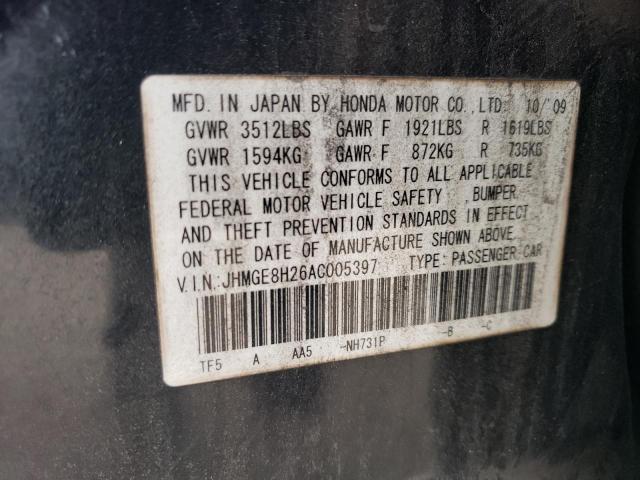 MFD. IN JAPAN BY HONDA MOTOR CO., LTD. 10/'09
GVWR 3512LBS GAWR F 1921LBS R 1619LBS
GVWR 1594KG GAWR F 872KG R 735KG
THIS VEHICLE CONFORMS TO ALL APPLICABLE
FEDERAL MOTOR VEHICLE SAFETY , BUMPER,
AND THEFT PREVENTION STANDARDS IN EFFECT
ON THE DATE OF MANUFACTURE SHOWN ABOVE.
V.I.N.:JHMGE8H26AC005397 TYPE: PASSENGER CAR
TF5 A AA5 -NH731P -B -C